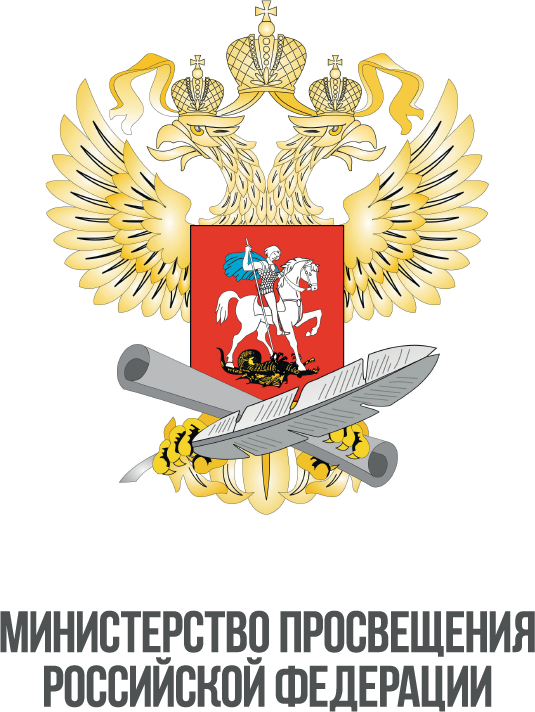 МИНИСТЕРСТВО ПРОСВЕЩЕНИЯ
РОССИЙСКОЙ ФЕДЕРАЦИИ